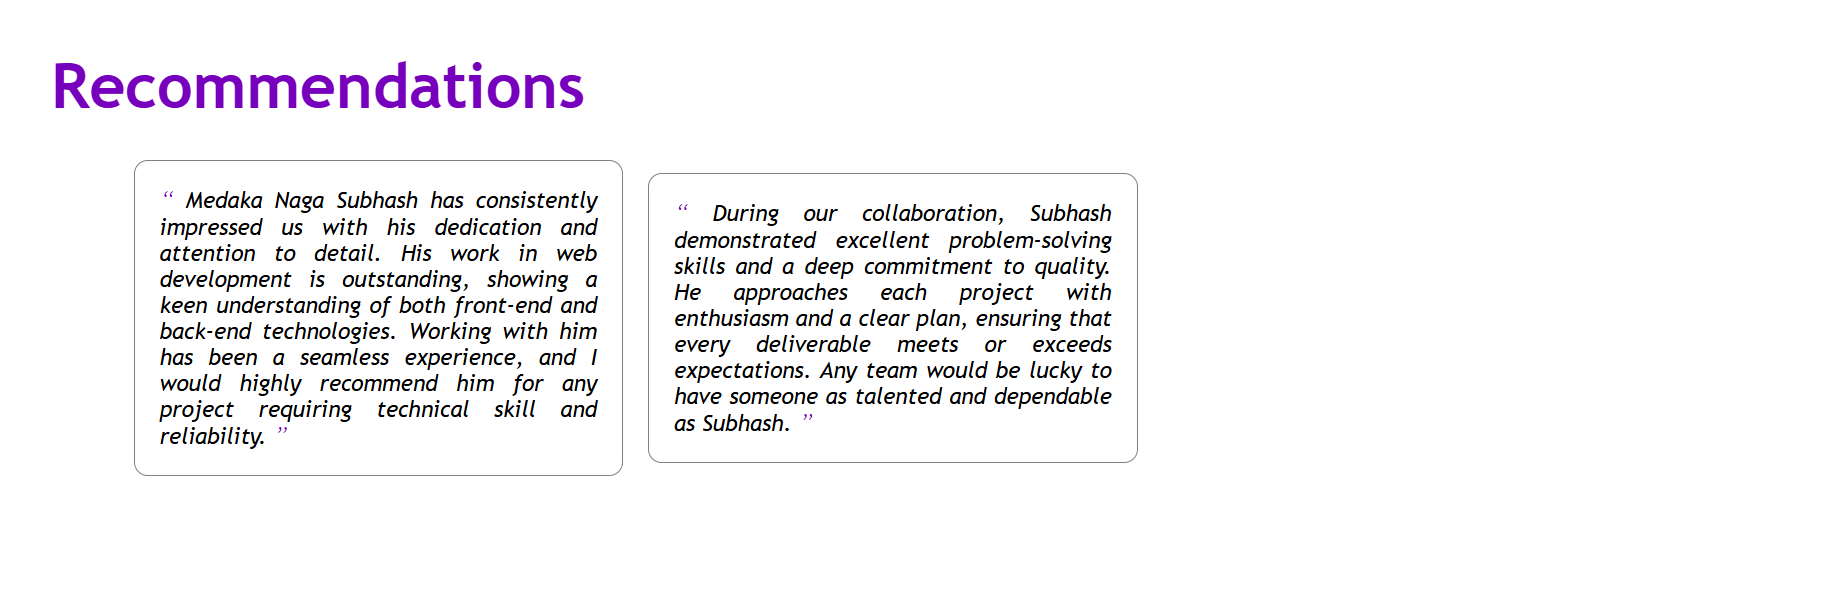 Recommendations
“ Medaka Naga Subhash has consistently
impressed us with his dedication and
attention to detail. His work in web
development is outstanding, showing a
keen understanding of both front-end and
back-end technologies. Working with him
has been a seamless experience, and I
would highly recommend him for any
project requiring technical skill and
reliability. ”
“ During our collaboration, Subhash
demonstrated excellent problem-solving
skills and a deep commitment to quality.
He approaches each project with
enthusiasm and a clear plan, ensuring that
every deliverable meets or exceeds
expectations. Any team would be lucky to
have someone as talented and dependable
as Subhash. ”